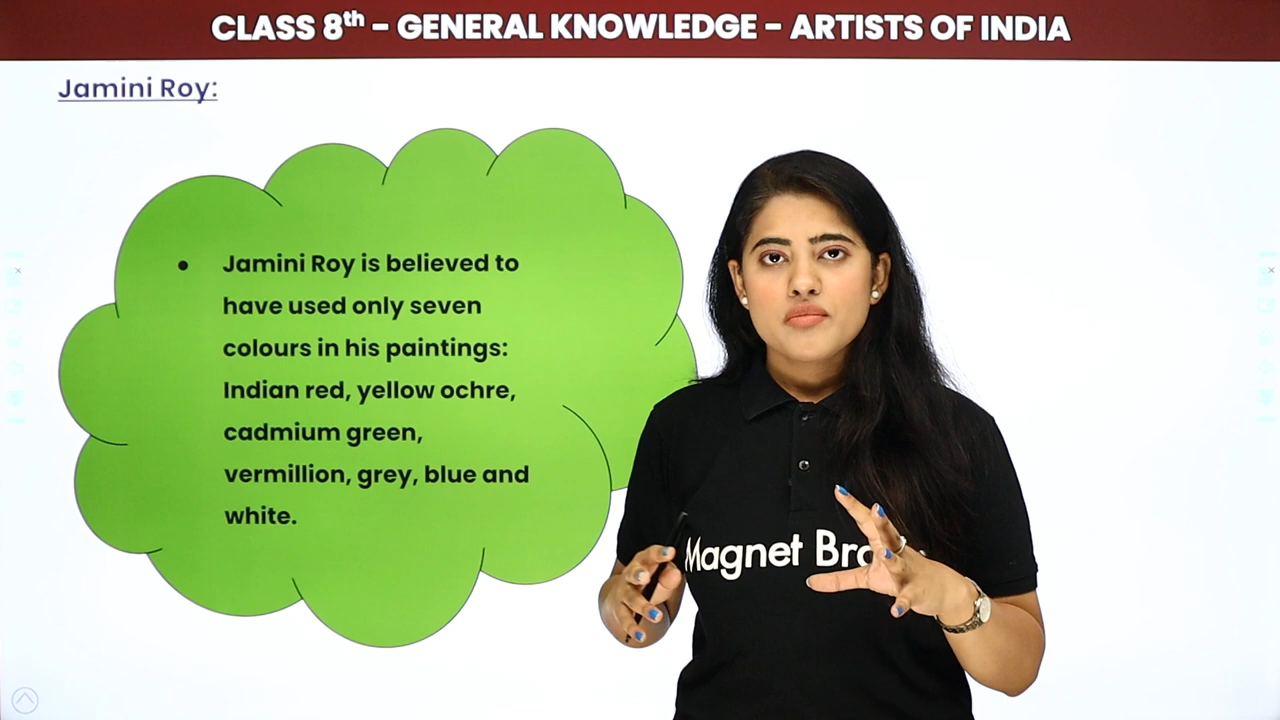 CLASS 8th - GENERAL KNOWLEDGE - ARTISTS OF INDIA
Jamini Roy:
• Jamini Roy is believed to
have used only seven
colours in his paintings:
Indian red, yellow ochre,
cadmium green,
vermillion, grey, blue and
white.
Magnet Bra